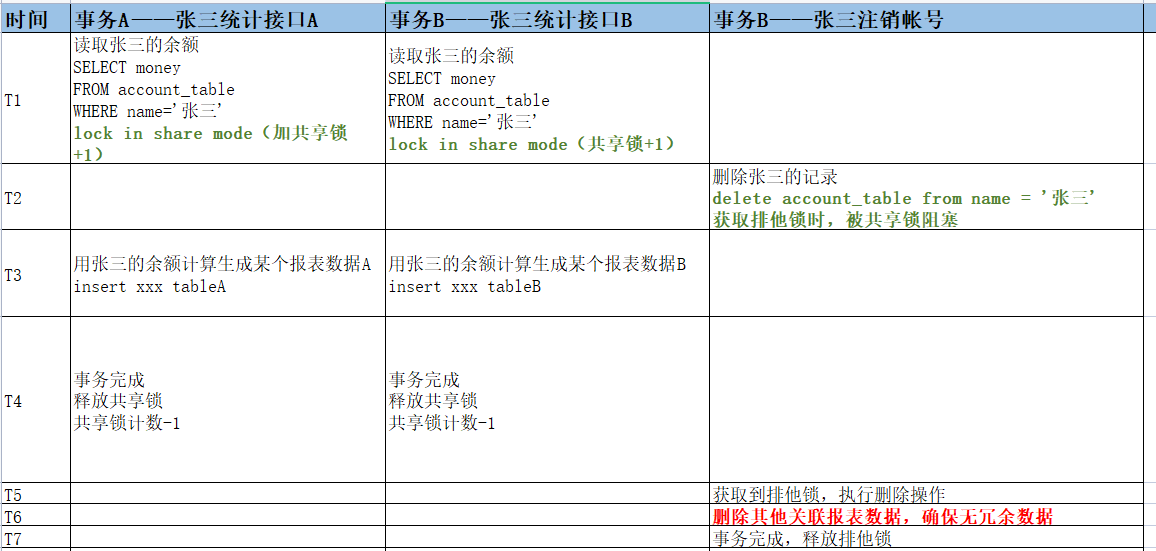 时间
事务A——张三统计接口A
事务B——张三统计接口B
事务B——张三注销帐号
T1
读取张三的余额
SELECT money
FROM account_table
WHERE name='张三'
lock in share mode（加共享锁
+1）
读取张三的余额
SELECT money
FROM account_table
WHERE name='张三'
lock in share mode（共享锁+1）
T2
删除张三的记录
delete account_table from name = '张三'
获取排他锁时，被共享锁阻塞
T3
用张三的余额计算生成某个报表数据A
insert xxx tableA
用张三的余额计算生成某个报表数据B
insert xxx tableB
T4
事务完成
释放共享锁
共享锁计数-1
事务完成
释放共享锁
共享锁计数-1
T5
获取到排他锁，执行删除操作
T6
删除其他关联报表数据，确保无冗余数据
T7
事务完成，释放排他锁